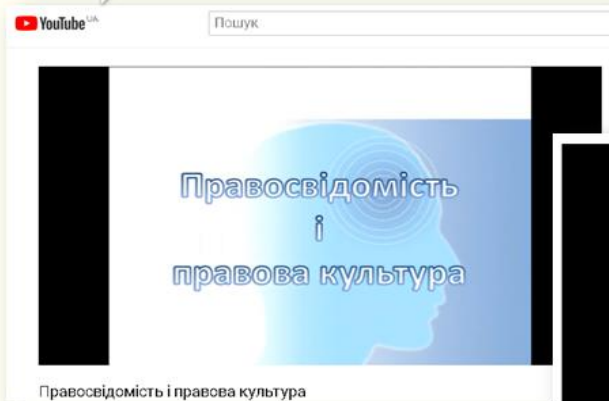 YouTube UA
Пошук
Правосвідомість
і
правова культура
Правосвідомість і правова культура